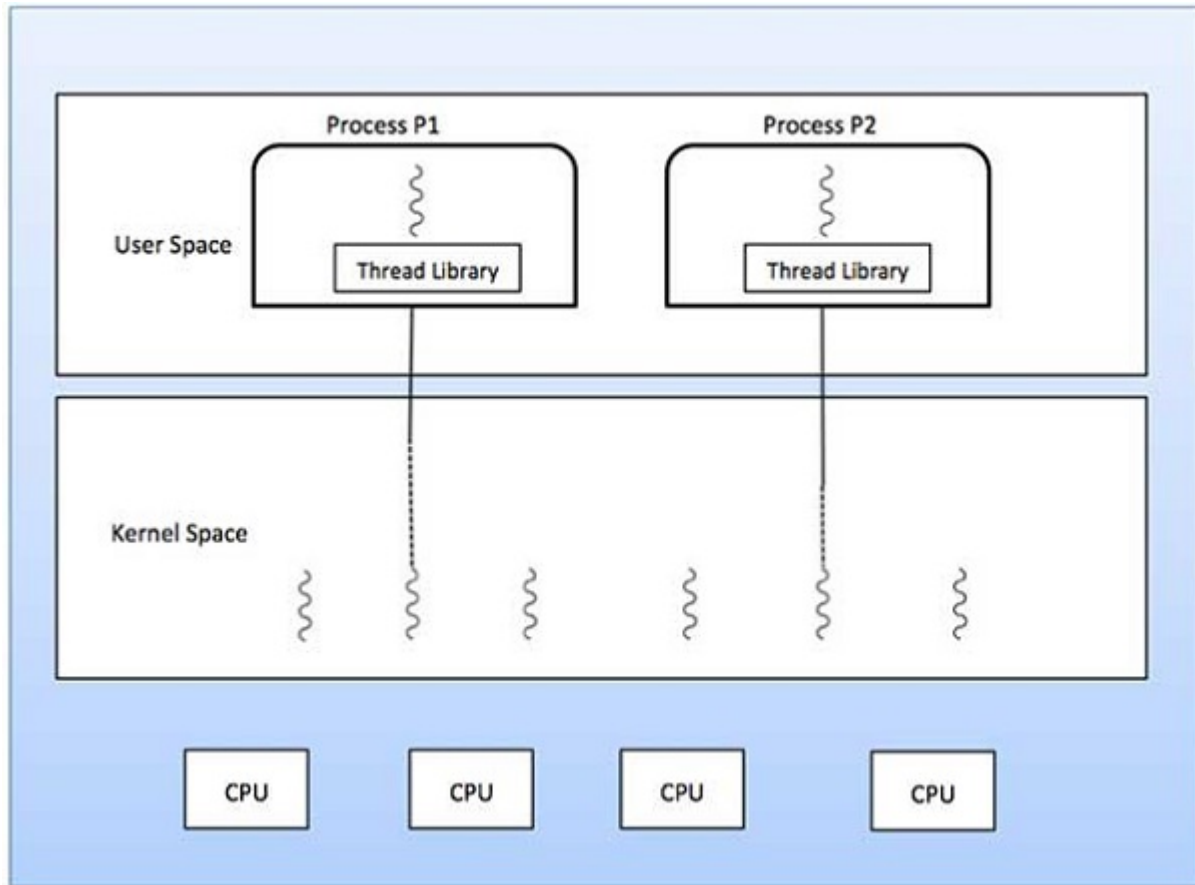 Process P1
Process P2
User Space
Thread Library
Thread Library
Kernel Space
CPU
CPU
CPU
CPU